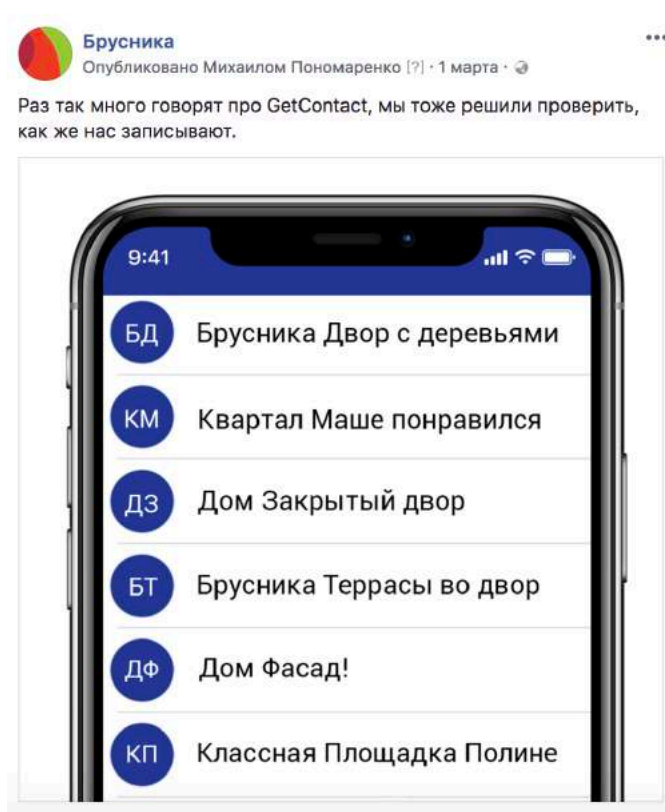 Брусника
Опубликовано Михаилом Пономаренко [?] · 1 марта ·
Раз так много говорят про GetContact, мы тоже решили проверить,
как же нас записывают.
9:41
БД Брусника Двор с деревьями
КМ Квартал Маше понравился
ДЗ Дом Закрытый двор
БТ Брусника Террасы во двор
ДФ Дом Фасад!
КП Классная Площадка Полине